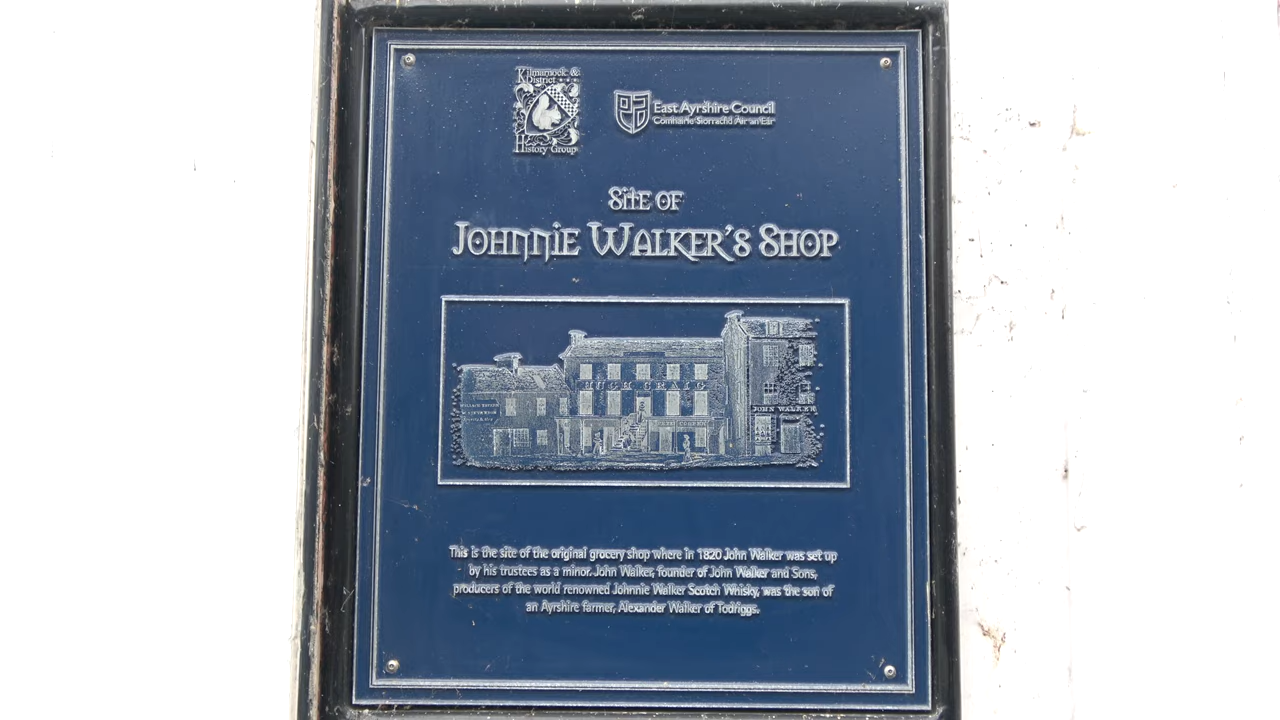 Kilmarnock &
District
History Group
East Ayrshire Council
Comhairle Siorrachd Àir an Ear
Site of
Johnnie Walker's Shop
HUGH CRAIG
JOHN WALKER
This is the site of the original grocery shop where in 1820 John Walker was set up
by his trustees as a minor. John Walker, founder of John Walker and Sons,
producers of the world renowned Johnnie Walker Scotch Whisky, was the son of
an Ayrshire farmer, Alexander Walker of Todriggs.